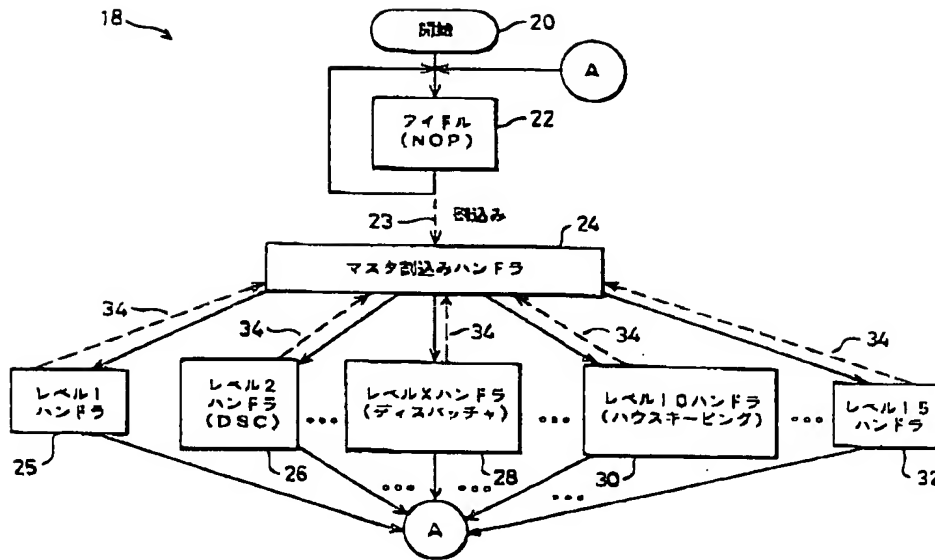 18
開始
20
A
アイドル
(NOP)
22
23
割込み
24
マスタ割込みハンドラ
34
34
34
34
34
レベル1
ハンドラ
レベル2
ハンドラ
(DSC)
レベルXハンドラ
(ディスパッチャ)
レベル10ハンドラ
(ハウスキーピング)
レベル15
ハンドラ
25
26
28
30
32
A